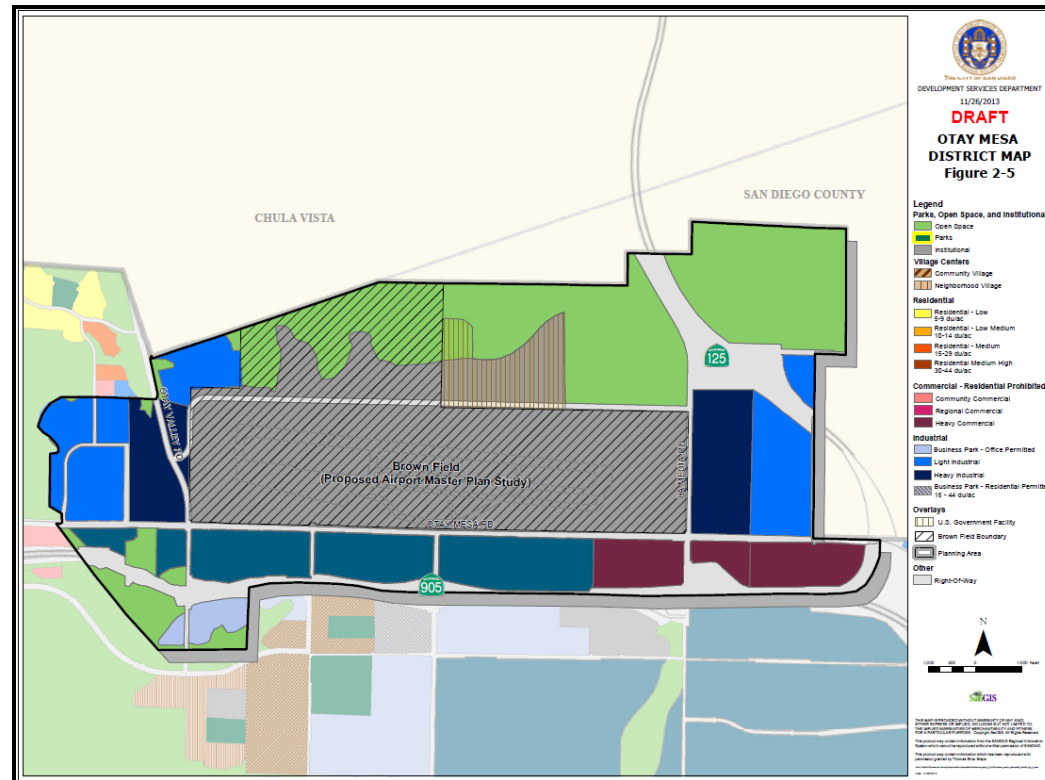 THE CITY OF SAN DIEGO
DEVELOPMENT SERVICES DEPARTMENT
11/26/2013
DRAFT
OTAY MESA
DISTRICT MAP
Figure 2-5
Legend
Parks, Open Space, and Institutional
Open Space
Parks
Institutional
Village Centers
Community Village
Neighborhood Village
Residential
Residential - Low
5-9 du/ac
Residential - Low Medium
10-14 du/ac
Residential - Medium
15-29 du/ac
Residential Medium High
30-44 du/ac
Commercial - Residential Prohibited
Community Commercial
Regional Commercial
Heavy Commercial
Industrial
Business Park - Office Permitted
Light Industrial
Heavy Industrial
Business Park - Residential Permitte
15 - 44 du/ac
Overlays
U.S. Government Facility
Brown Field Boundary
Planning Area
Other
Right-Of-Way
N
SanGIS
CHULA VISTA
SAN DIEGO COUNTY
125
OTAY VALLEY RD
Brown Field
(Proposed Airport Master Plan Study)
LA MEDIA RD
OTAY MESA RD
905